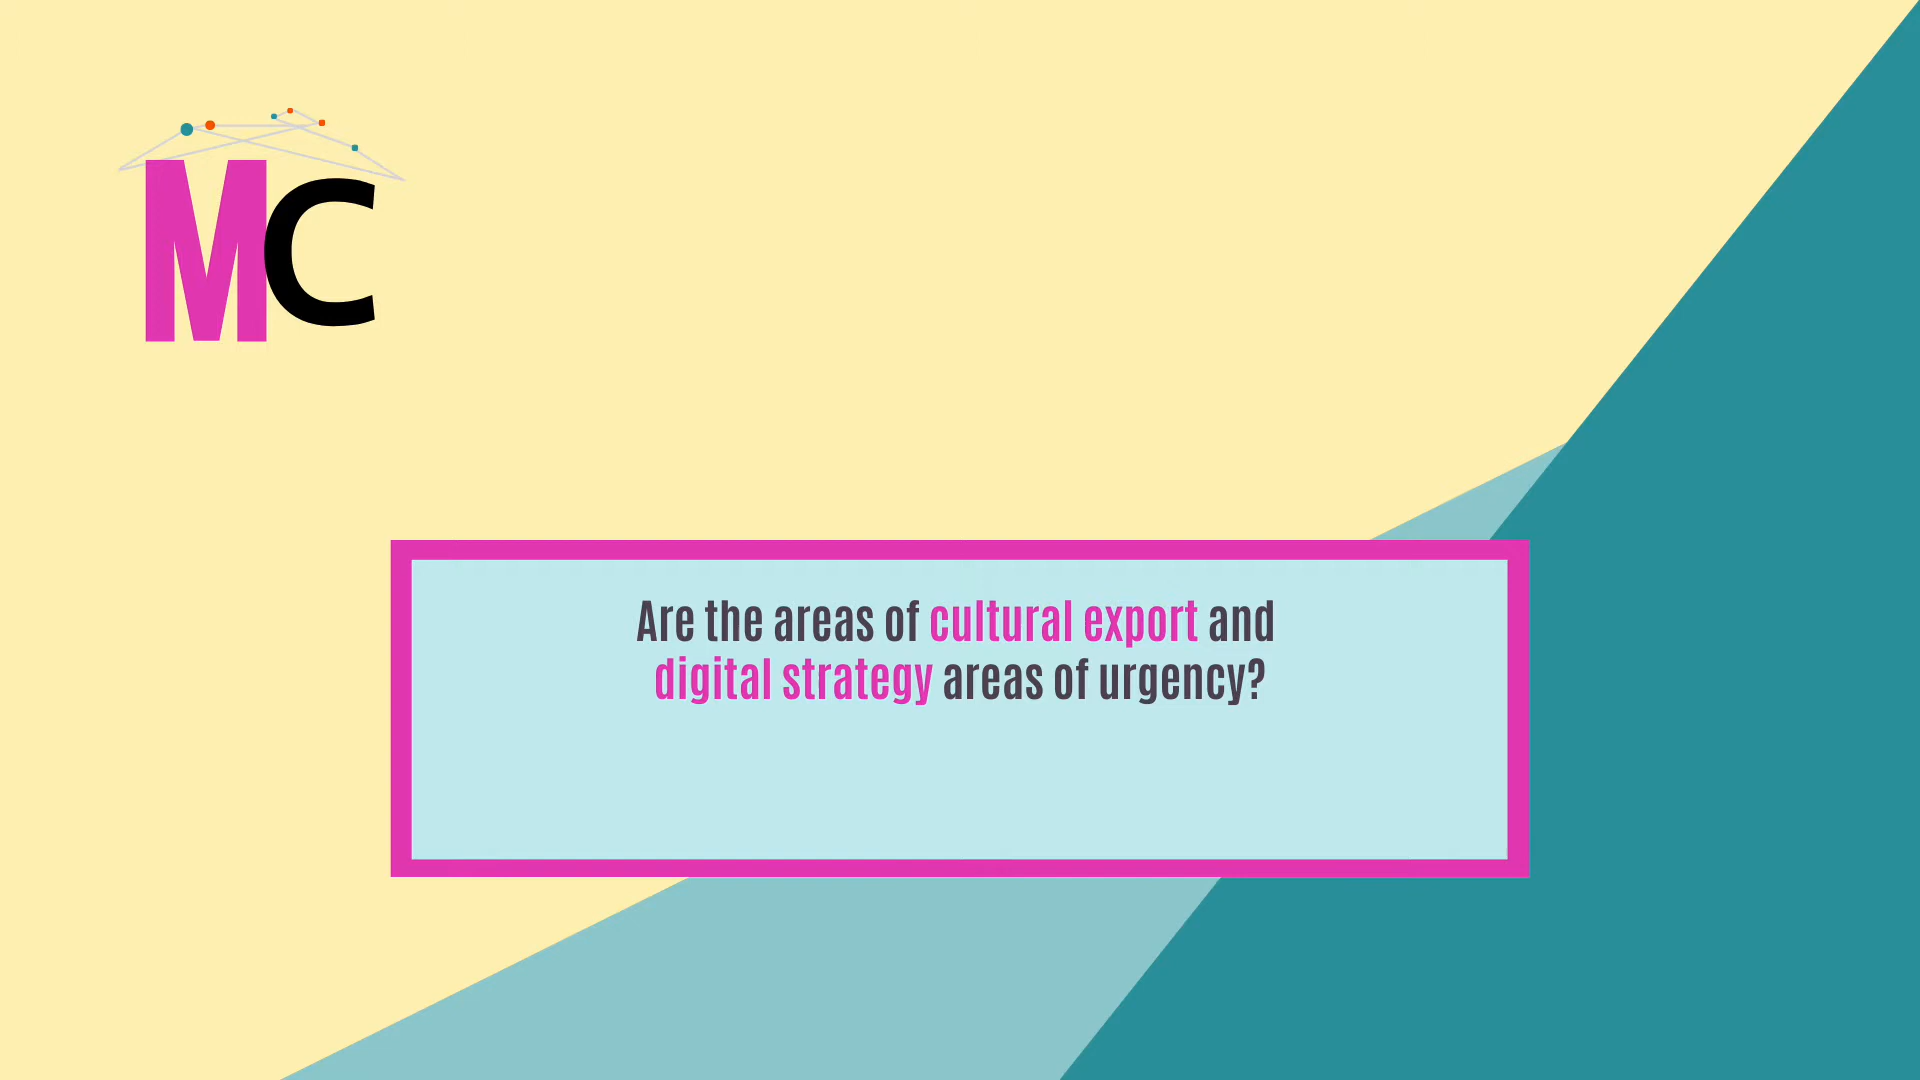 MC
Are the areas of cultural export and
digital strategy areas of urgency?